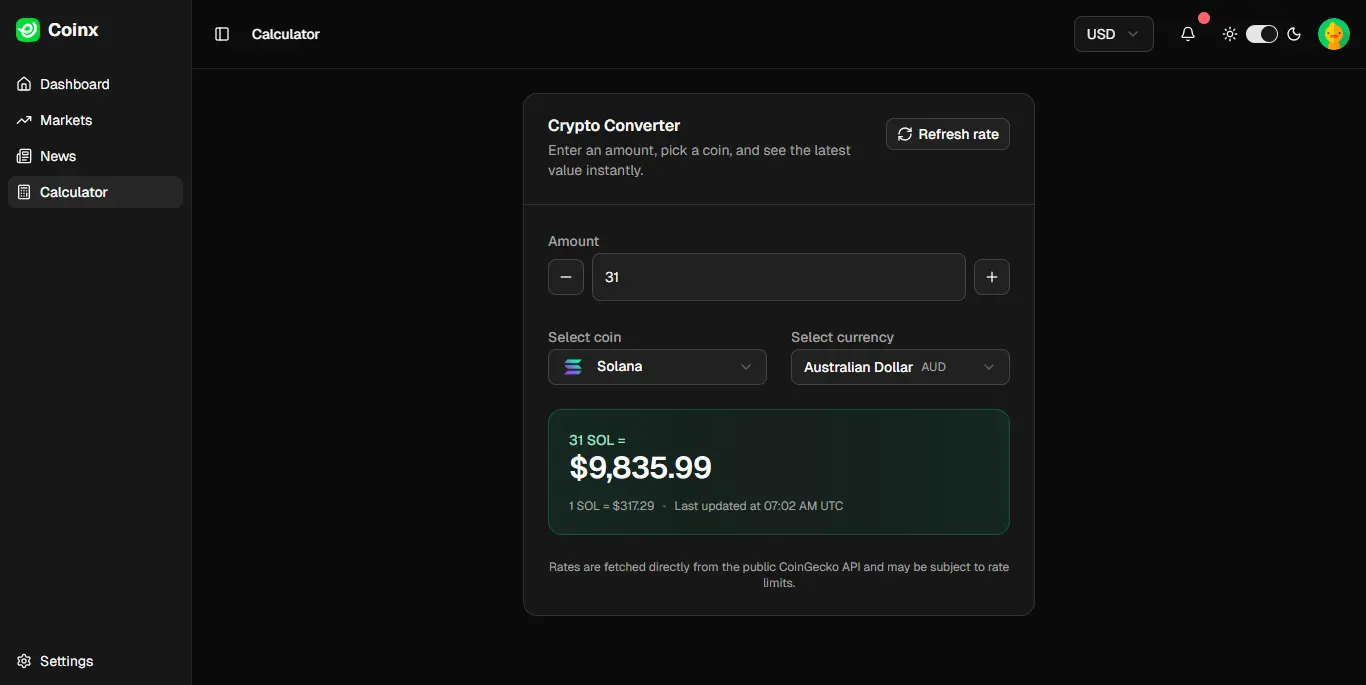 Coinx
Dashboard
Markets
News
Calculator
Settings
Calculator
USD
Crypto Converter
Enter an amount, pick a coin, and see the latest
value instantly.
Refresh rate
Amount
31
Select coin
Solana
Select currency
Australian Dollar AUD
31 SOL =
$9,835.99
1 SOL = $317.29 • Last updated at 07:02 AM UTC
Rates are fetched directly from the public CoinGecko API and may be subject to rate
limits.